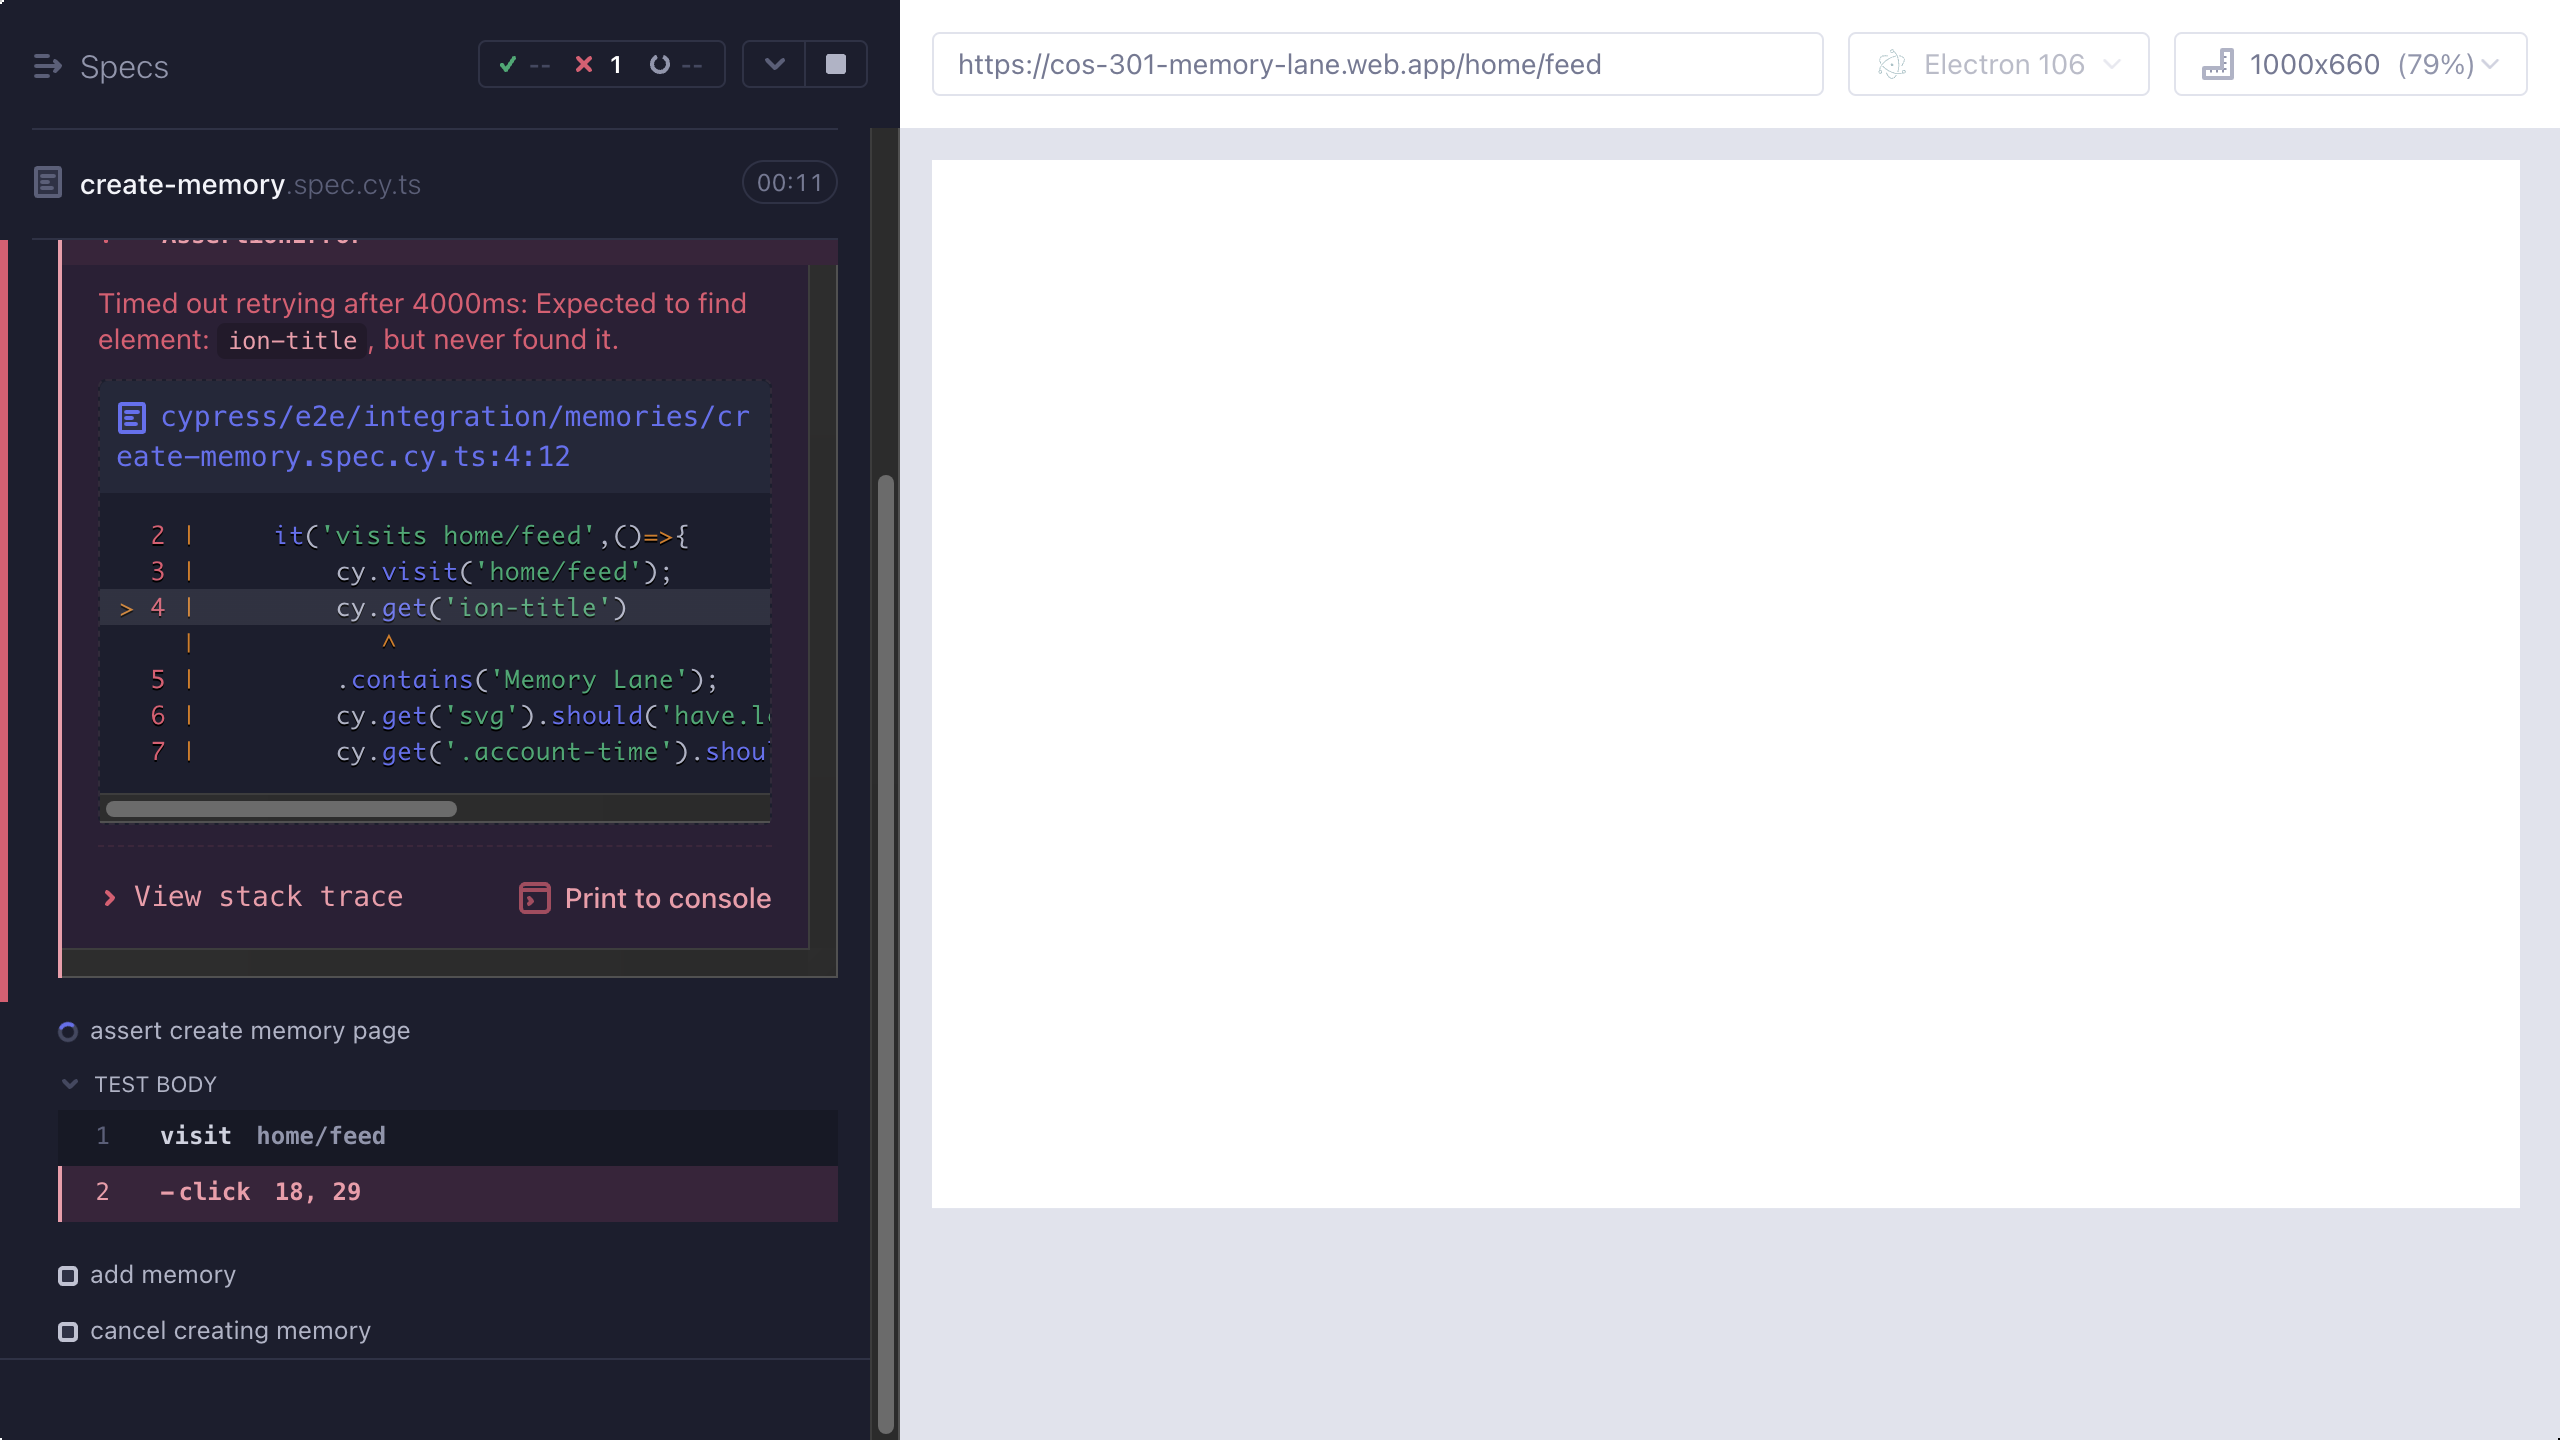 Specs
-- 1 --
https://cos-301-memory-lane.web.app/home/feed
Electron 106
1000x660 (79%)
create-memory.spec.cy.ts
00:11
AssertionError
Timed out retrying after 4000ms: Expected to find
element: ion-title, but never found it.
cypress/e2e/integration/memories/cr
eate-memory.spec.cy.ts:4:12
2 | it('visits home/feed',()=>{
3 | cy.visit('home/feed');
> 4 | cy.get('ion-title')
| ^
5 | .contains('Memory Lane');
6 | cy.get('svg').should('have.l
7 | cy.get('.account-time').shou
View stack trace
Print to console
assert create memory page
TEST BODY
1 visit home/feed
2 -click 18, 29
add memory
cancel creating memory